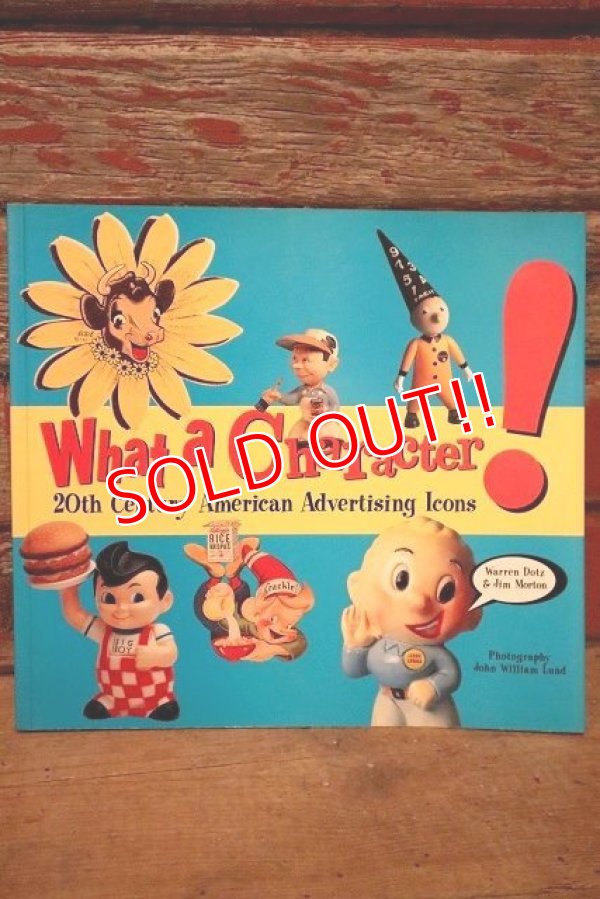 What a Character!
SOLD OUT!!
20th Century American Advertising Icons
RICE
KRISPIES
Crackle!
BIG
BOY
Warren Dotz
& Jim Morton
Photography
John William Lund